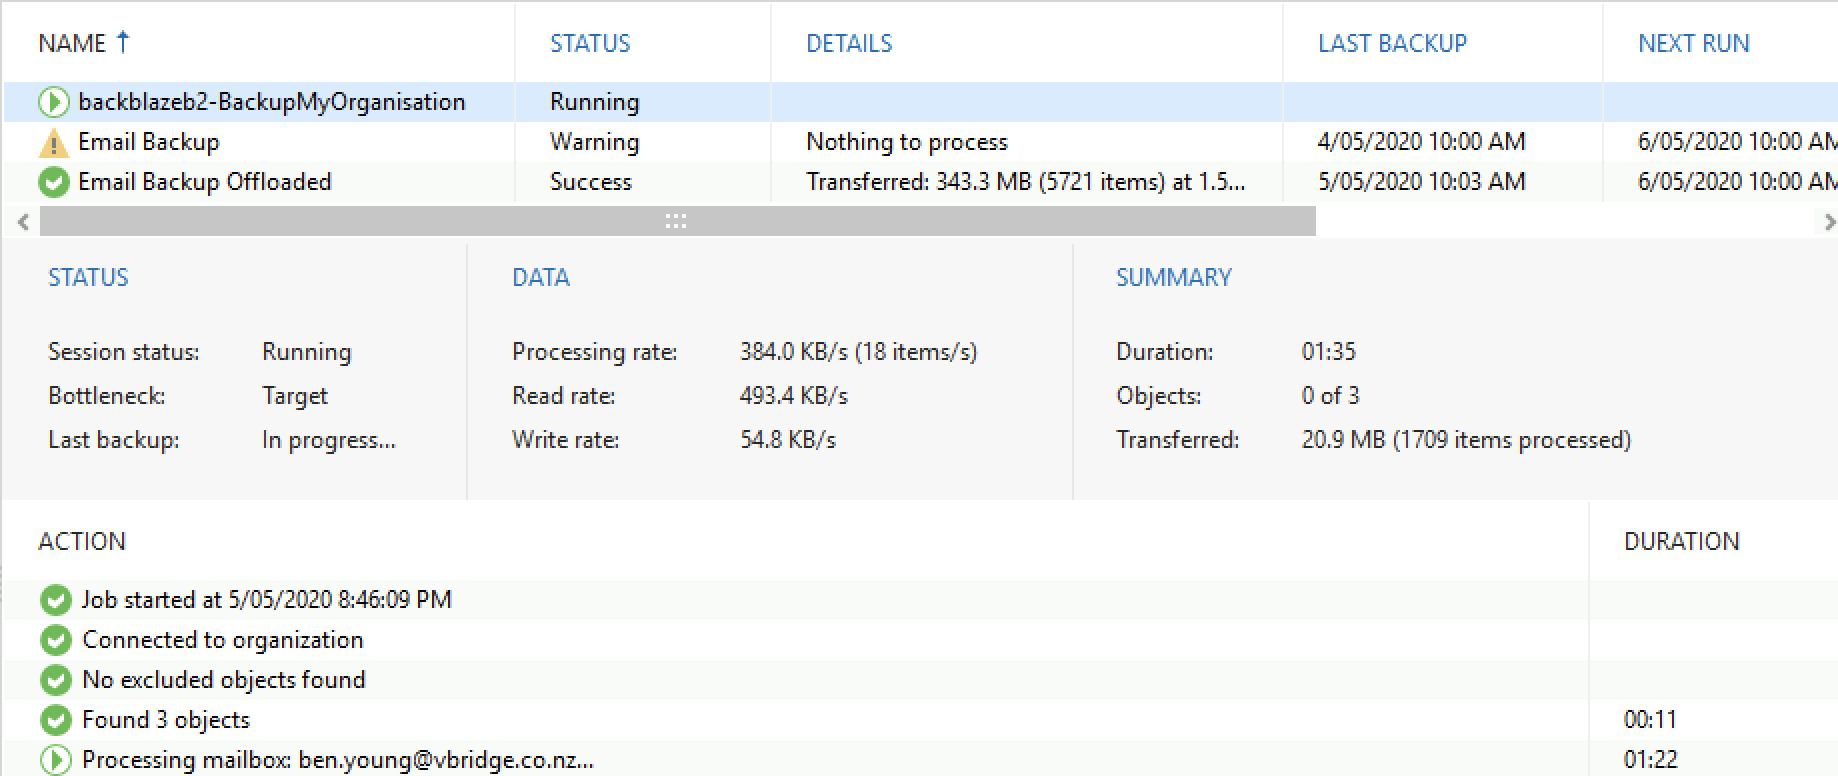 NAME STATUS DETAILS LAST BACKUP NEXT RUN
backblazeb2-BackupMyOrganisation Running
Email Backup Warning Nothing to process 4/05/2020 10:00 AM 6/05/2020 10:00 AM
Email Backup Offloaded Success Transferred: 343.3 MB (5721 items) at 1.5... 5/05/2020 10:03 AM 6/05/2020 10:00 AM
STATUS DATA SUMMARY
Session status: Running Processing rate: 384.0 KB/s (18 items/s) Duration: 01:35
Bottleneck: Target Read rate: 493.4 KB/s Objects: 0 of 3
Last backup: In progress... Write rate: 54.8 KB/s Transferred: 20.9 MB (1709 items processed)
ACTION DURATION
Job started at 5/05/2020 8:46:09 PM
Connected to organization
No excluded objects found
Found 3 objects 00:11
Processing mailbox: ben.young@vbridge.co.nz... 01:22